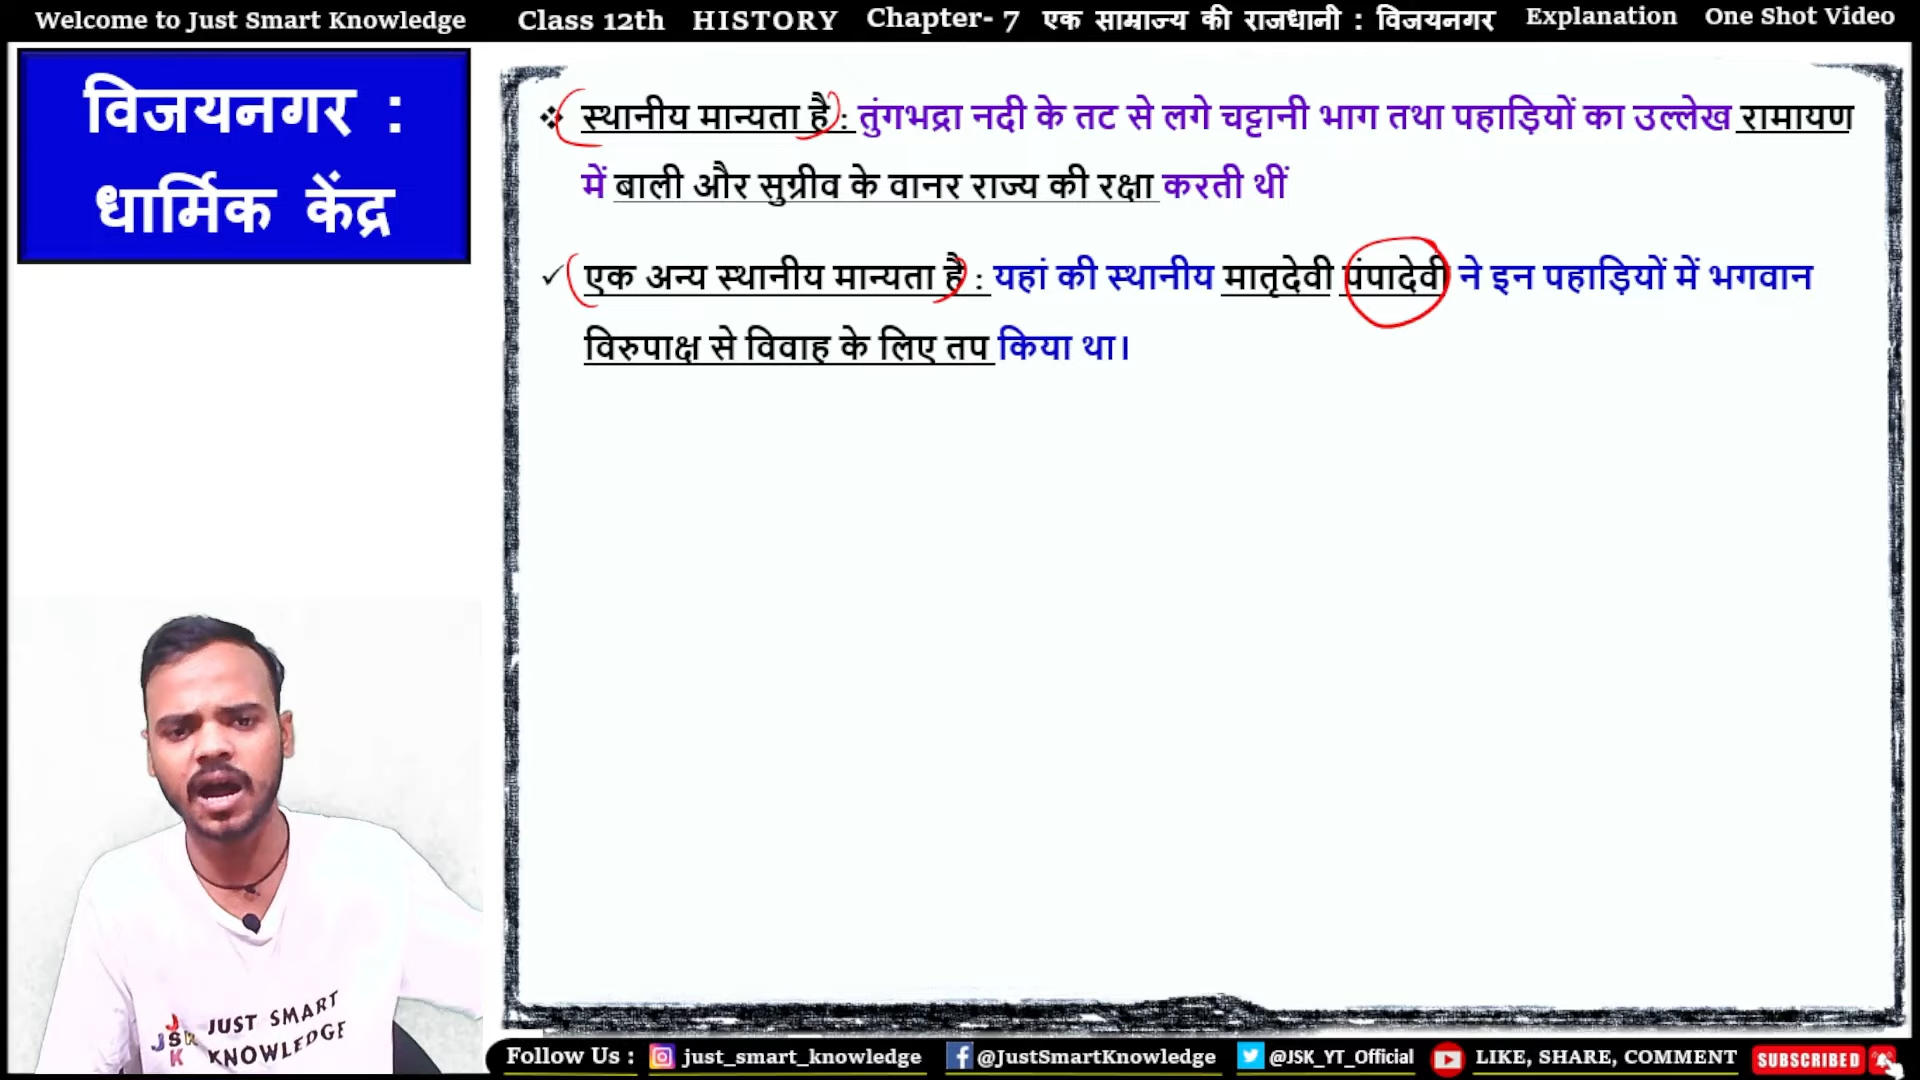 Welcome to Just Smart Knowledge Class 12th HISTORY Chapter- 7 एक साम्राज्य की राजधानी : विजयनगर Explanation One Shot Video
विजयनगर :
धार्मिक केंद्र
❖ स्थानीय मान्यता है : तुंगभद्रा नदी के तट से लगे चट्टानी भाग तथा पहाड़ियों का उल्लेख रामायण
में बाली और सुग्रीव के वानर राज्य की रक्षा करती थीं
✓ एक अन्य स्थानीय मान्यता है : यहां की स्थानीय मातृदेवी पंपादेवी ने इन पहाड़ियों में भगवान
विरुपाक्ष से विवाह के लिए तप किया था।
JUST SMART
JSK KNOWLEDGE
Follow Us : just_smart_knowledge @JustSmartKnowledge @JSK_YT_Official LIKE, SHARE, COMMENT SUBSCRIBED